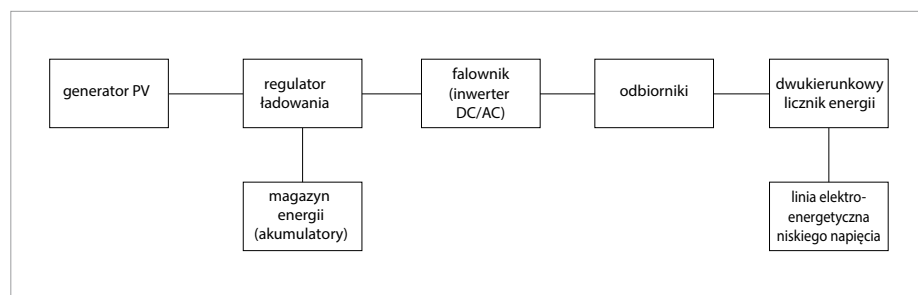 generator PV
regulator
ładowania
falownik
(inwerter
DC/AC)
odbiorniki
dwukierunkowy
licznik energii
magazyn
energii
(akumulatory)
linia elektro-
energetyczna
niskiego napięcia